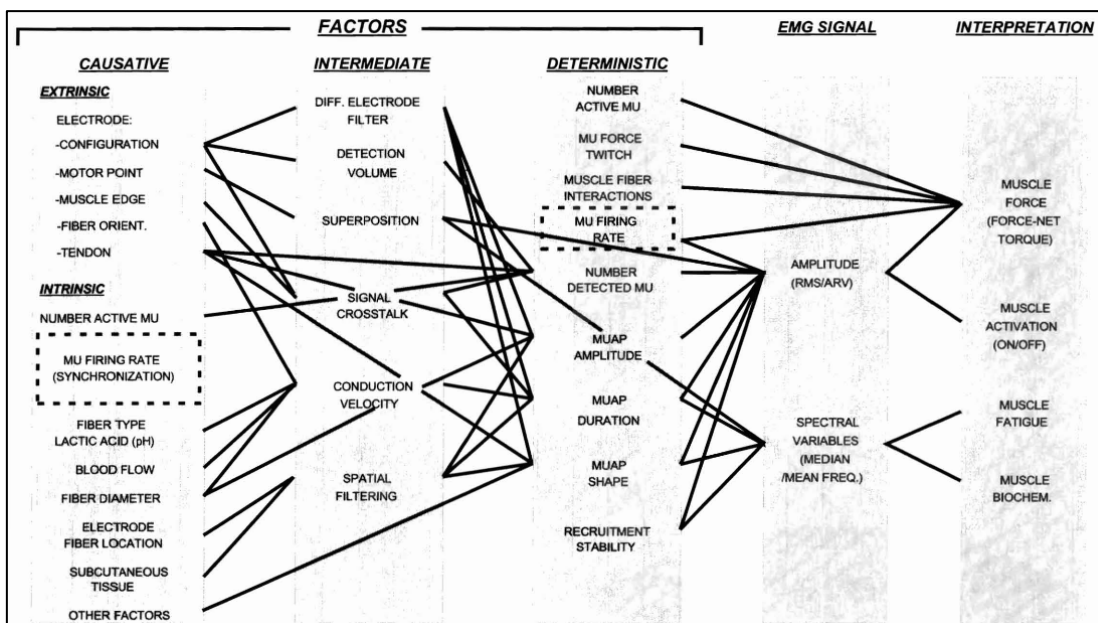 FACTORS
EMG SIGNAL
INTERPRETATION
CAUSATIVE
INTERMEDIATE
DETERMINISTIC
EXTRINSIC
ELECTRODE:
-CONFIGURATION
-MOTOR POINT
-MUSCLE EDGE
-FIBER ORIENT.
-TENDON
INTRINSIC
NUMBER ACTIVE MU
MU FIRING RATE
(SYNCHRONIZATION)
FIBER TYPE
LACTIC ACID (pH)
BLOOD FLOW
FIBER DIAMETER
ELECTRODE
FIBER LOCATION
SUBCUTANEOUS
TISSUE
OTHER FACTORS
DIFF. ELECTRODE
FILTER
DETECTION
VOLUME
SUPERPOSITION
SIGNAL
CROSSTALK
CONDUCTION
VELOCITY
SPATIAL
FILTERING
NUMBER
ACTIVE MU
MU FORCE
TWITCH
MUSCLE FIBER
INTERACTIONS
MU FIRING
RATE
NUMBER
DETECTED MU
MUAP
AMPLITUDE
MUAP
DURATION
MUAP
SHAPE
RECRUITMENT
STABILITY
AMPLITUDE
(RMS/ARV)
SPECTRAL
VARIABLES
(MEDIAN
/MEAN FREQ.)
MUSCLE
FORCE
(FORCE-NET
TORQUE)
MUSCLE
ACTIVATION
(ON/OFF)
MUSCLE
FATIGUE
MUSCLE
BIOCHEM.